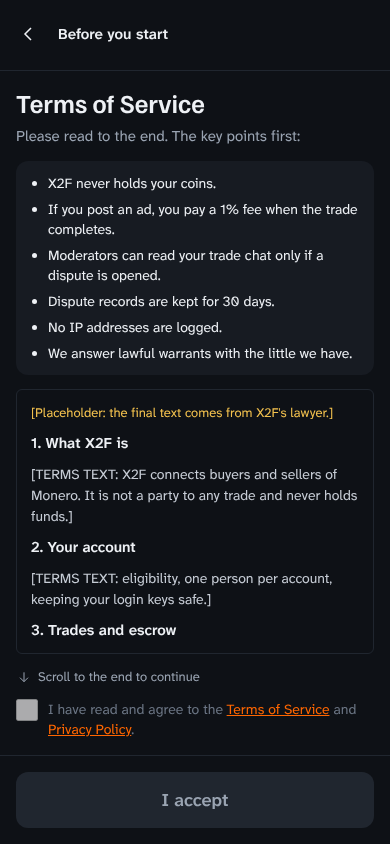 Before you start
Terms of Service
Please read to the end. The key points first:
• X2F never holds your coins.
• If you post an ad, you pay a 1% fee when the trade
completes.
• Moderators can read your trade chat only if a
dispute is opened.
• Dispute records are kept for 30 days.
• No IP addresses are logged.
• We answer lawful warrants with the little we have.
[Placeholder: the final text comes from X2F's lawyer.]
1. What X2F is
[TERMS TEXT: X2F connects buyers and sellers of
Monero. It is not a party to any trade and never holds
funds.]
2. Your account
[TERMS TEXT: eligibility, one person per account,
keeping your login keys safe.]
3. Trades and escrow
↓ Scroll to the end to continue
I have read and agree to the Terms of Service and
Privacy Policy.
I accept